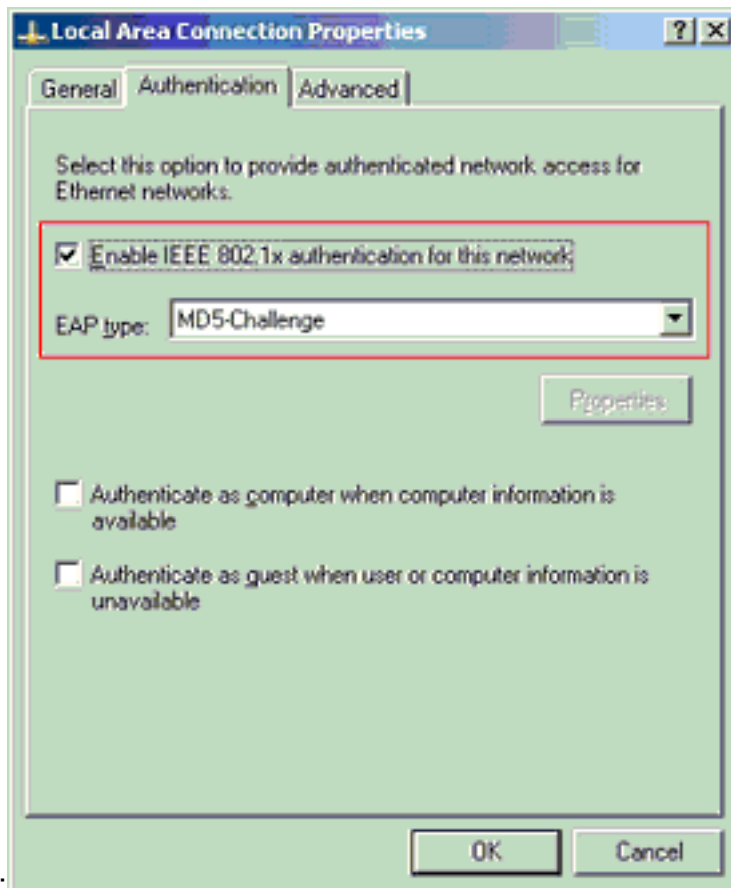 Local Area Connection Properties
General Authentication Advanced
Select this option to provide authenticated network access for
Ethernet networks.
Enable IEEE 802.1x authentication for this network
EAP type: MD5-Challenge
Properties
Authenticate as computer when computer information is
available
Authenticate as guest when user or computer information is
unavailable
OK Cancel
.